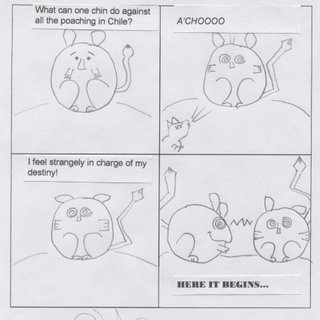 What can one chin do against
all the poaching in Chile?
A'CHOOOO
I feel strangely in charge of my
destiny!
HERE IT BEGINS...